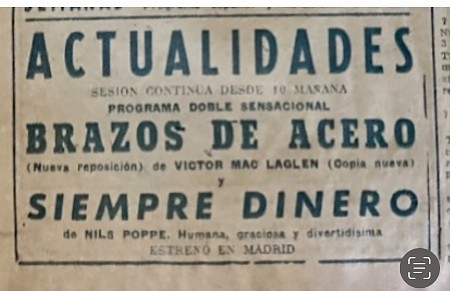 ACTUALIDADES
SESION CONTINUA DESDE 10 MAÑANA
PROGRAMA DOBLE SENSACIONAL
BRAZOS DE ACERO
(Nueva reposición) de VICTOR MAC LAGLEN (Copia nueva)
y
SIEMPRE DINERO
de NILS POPPE. Humana, graciosa y divertidísima
ESTRENO EN MADRID